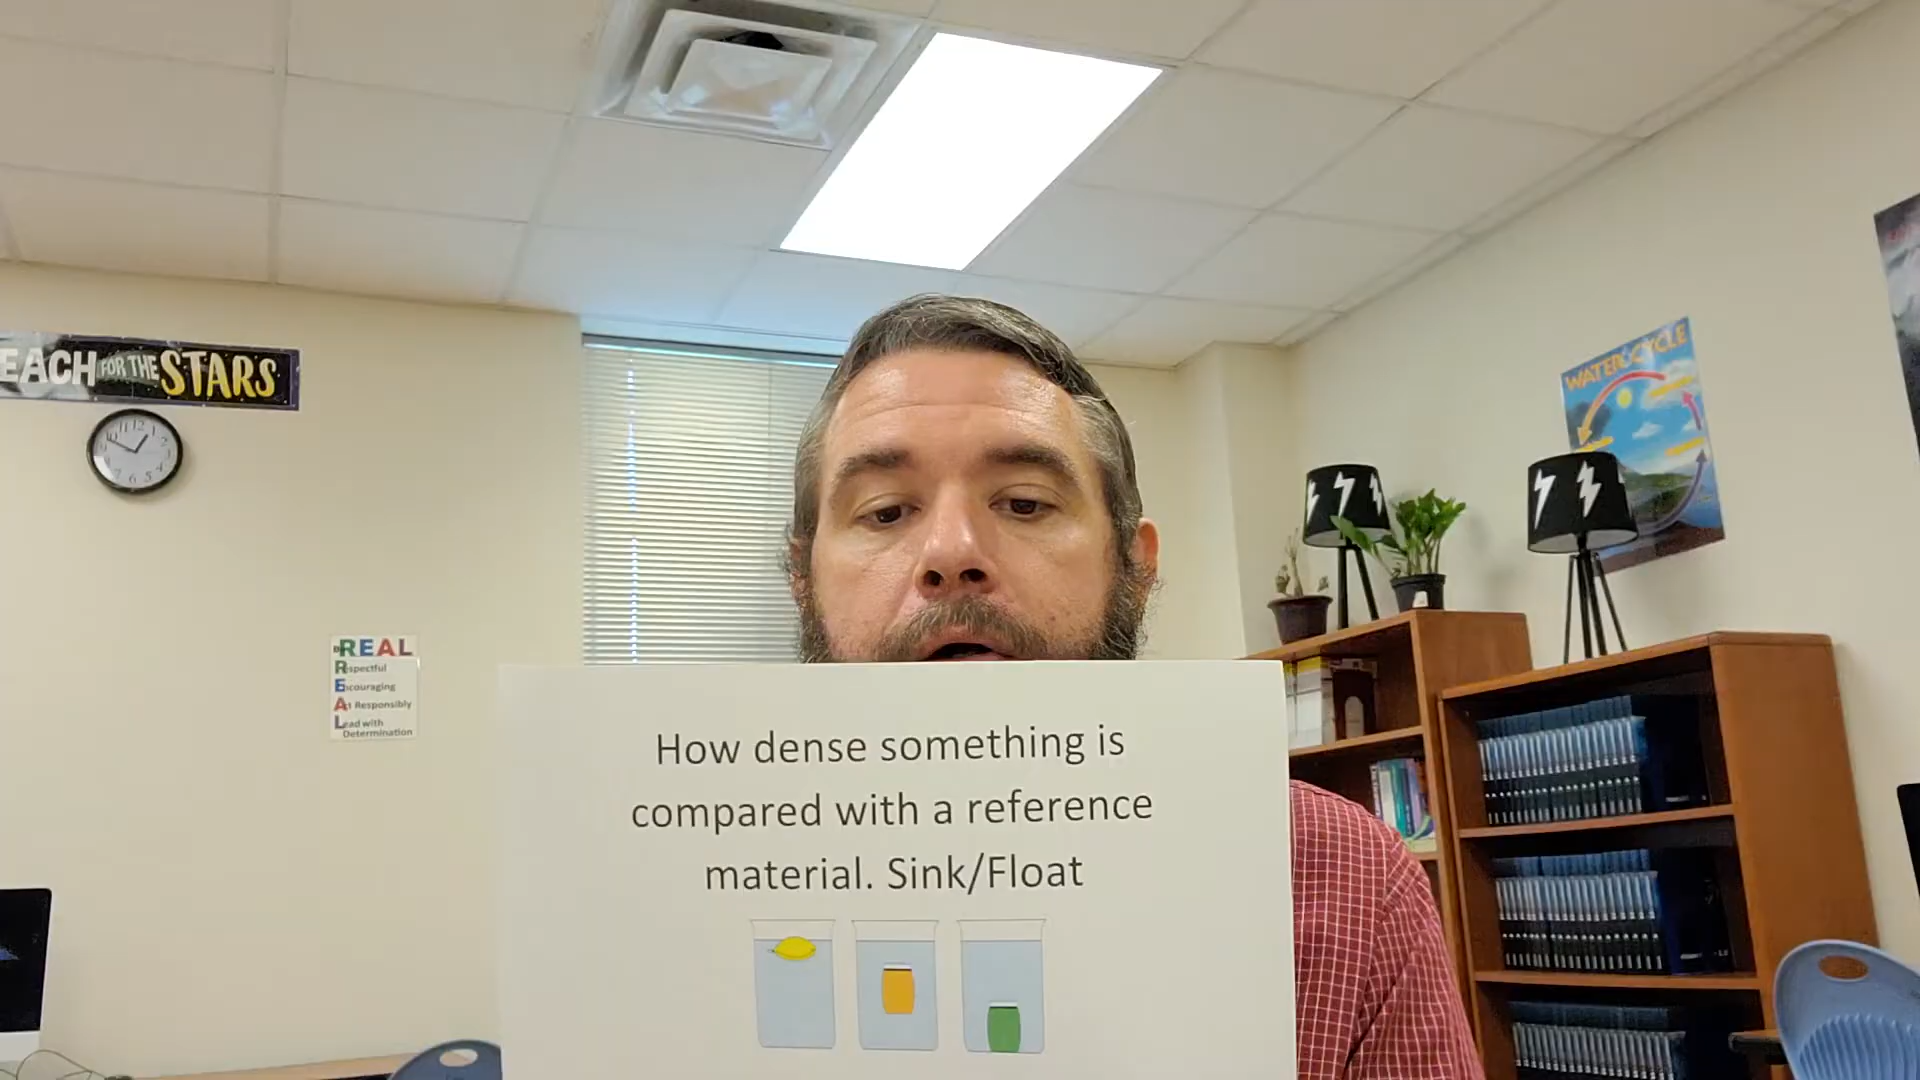 EACH FOR THE STARS
WATER CYCLE
BREAL
Respectful
Encouraging
Act Responsibly
Lead with
Determination
How dense something is
compared with a reference
material. Sink/Float